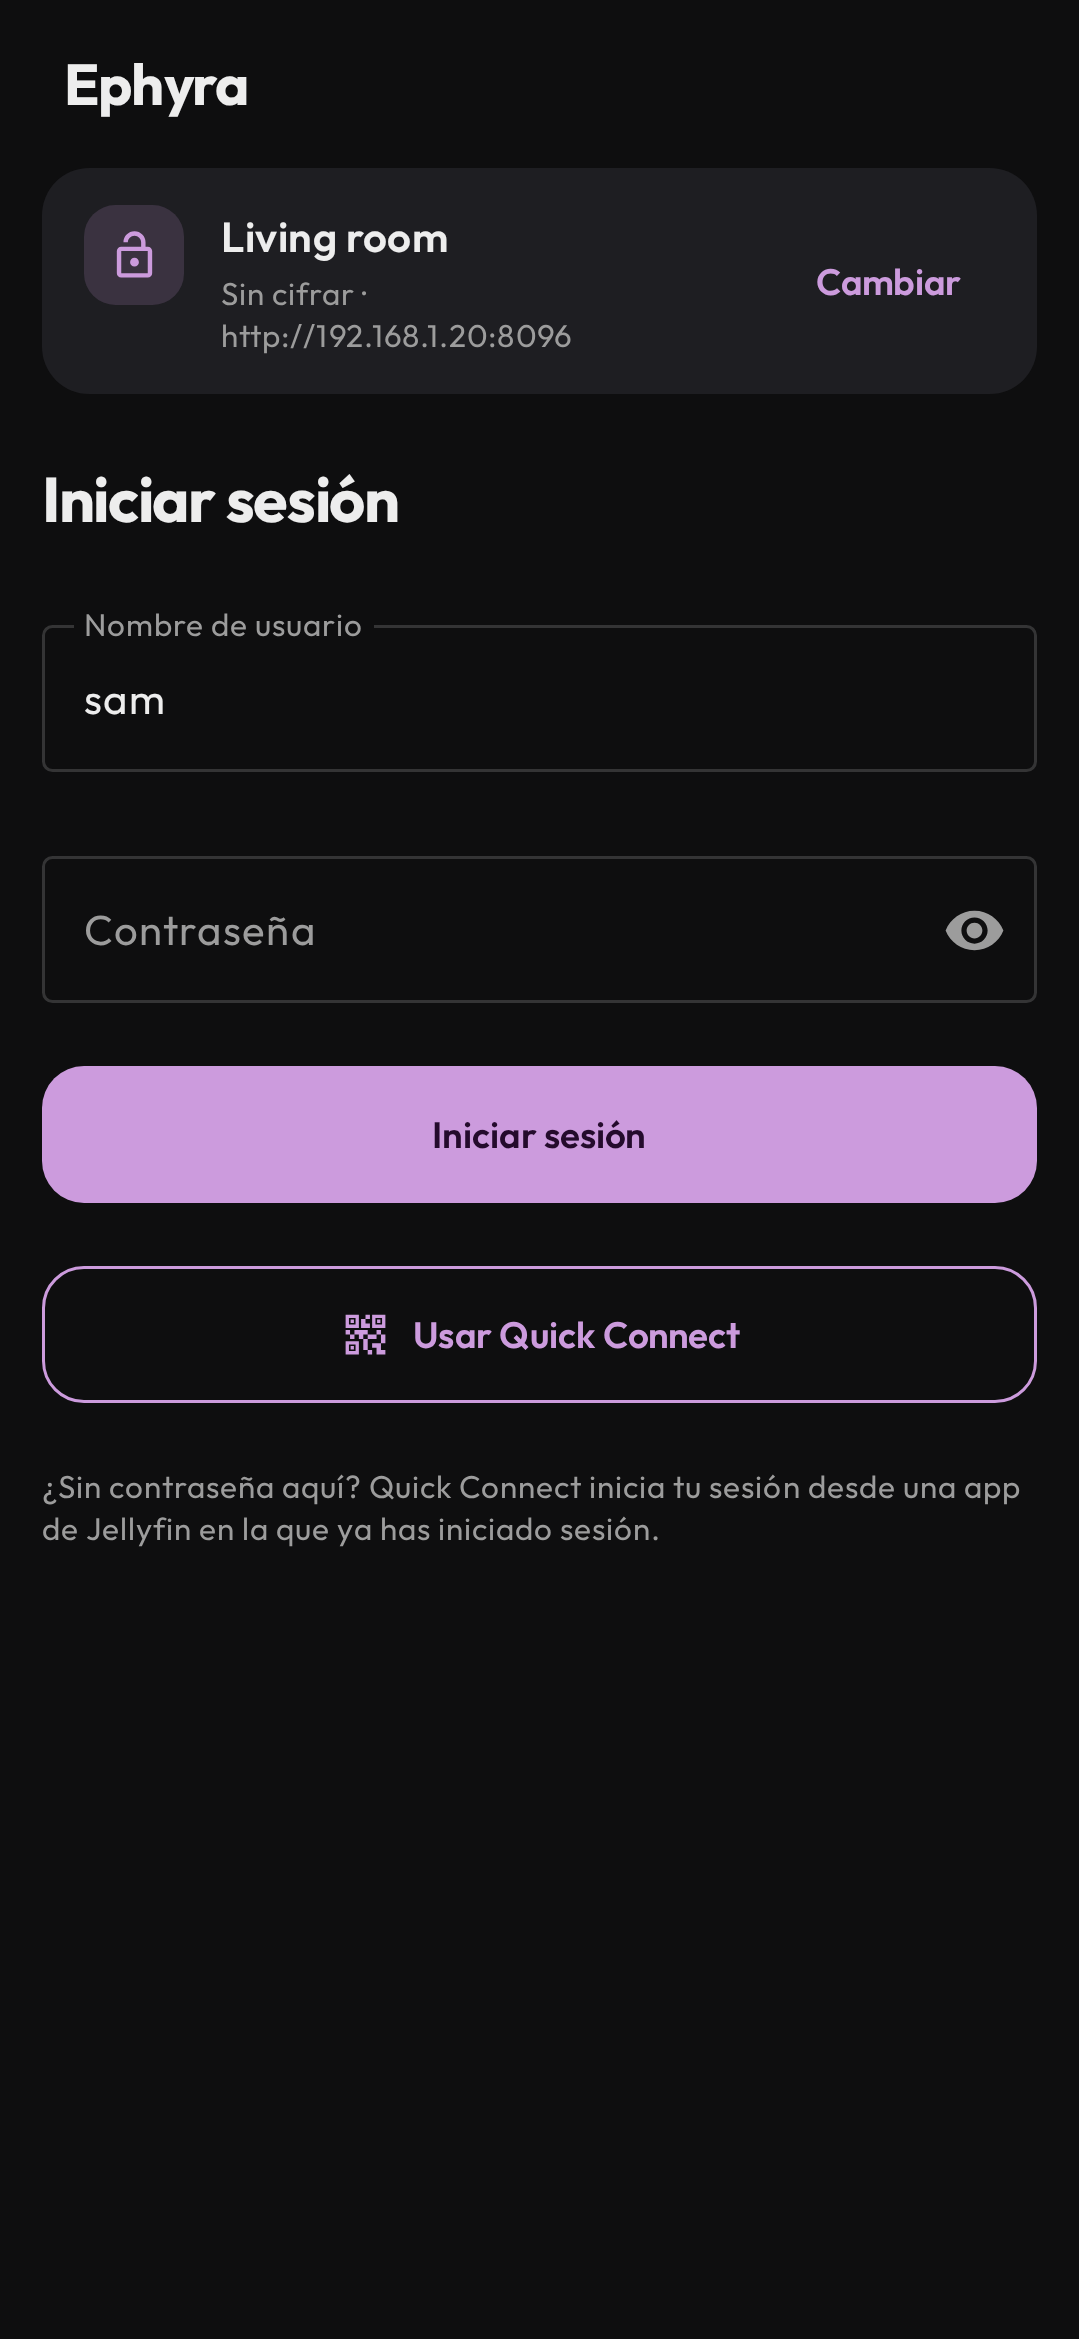 Ephyra
Living room
Sin cifrar ·
http://192.168.1.20:8096
Cambiar
Iniciar sesión
Nombre de usuario
sam
Contraseña
Iniciar sesión
Usar Quick Connect
¿Sin contraseña aquí? Quick Connect inicia tu sesión desde una app
de Jellyfin en la que ya has iniciado sesión.